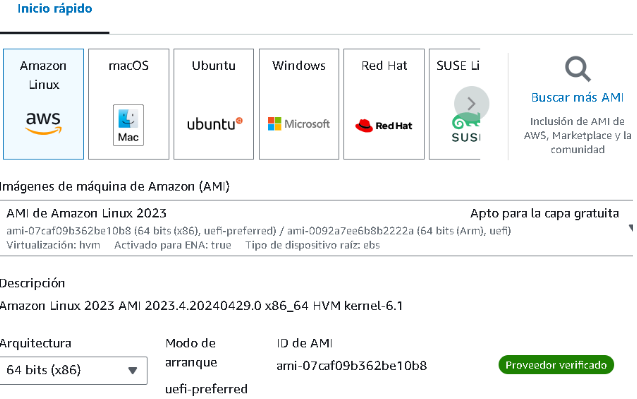 Inicio rápido
Amazon Linux
aws
macOS
Mac
Ubuntu
ubuntu
Windows
Microsoft
Red Hat
Red Hat
SUSE Li
SUS
Buscar más AMI
Inclusión de AMI de
AWS, Marketplace y la
comunidad
Imágenes de máquina de Amazon (AMI)
AMI de Amazon Linux 2023 Apto para la capa gratuita
ami-07caf09b362be10b8 (64 bits (x86), uefi-preferred) / ami-0092a7ee6b8b2222a (64 bits (Arm), uefi)
Virtualización: hvm Activado para ENA: true Tipo de dispositivo raíz: ebs
Descripción
Amazon Linux 2023 AMI 2023.4.20240429.0 x86_64 HVM kernel-6.1
Arquitectura
64 bits (x86)
Modo de
arranque
uefi-preferred
ID de AMI
ami-07caf09b362be10b8
Proveedor verificado